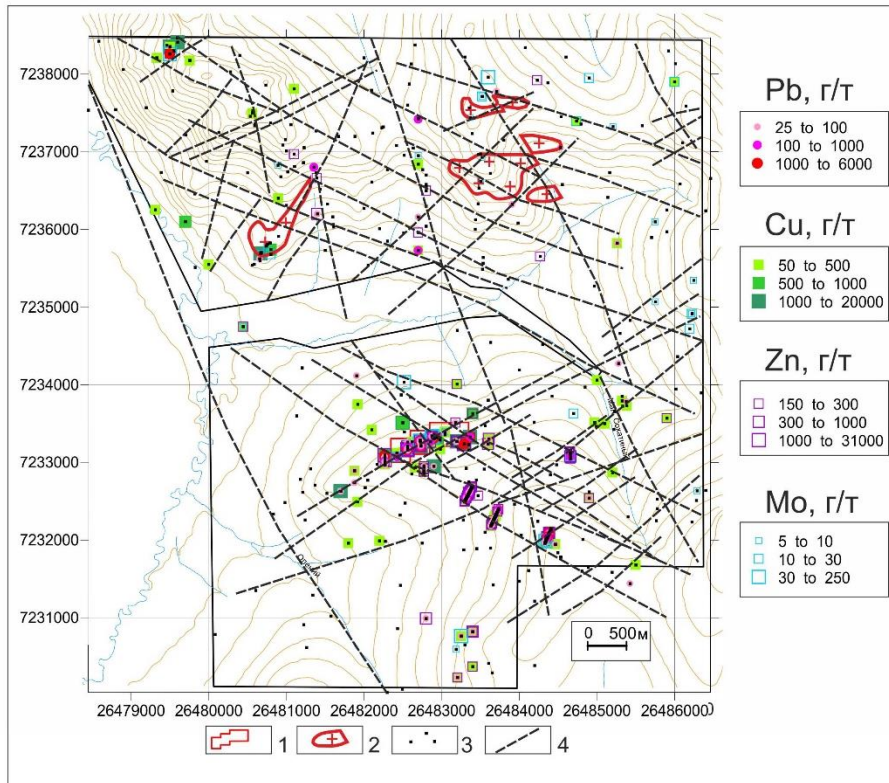 7238000
7237000
7236000
7235000
7234000
7233000
7232000
7231000
26479000 26480000 26481000 26482000 26483000 26484000 26485000 26486000
0 500м
Pb, г/т
25 to 100
100 to 1000
1000 to 6000
Cu, г/т
50 to 500
500 to 1000
1000 to 20000
Zn, г/т
150 to 300
300 to 1000
1000 to 31000
Mo, г/т
5 to 10
10 to 30
30 to 250
1 2 3 4